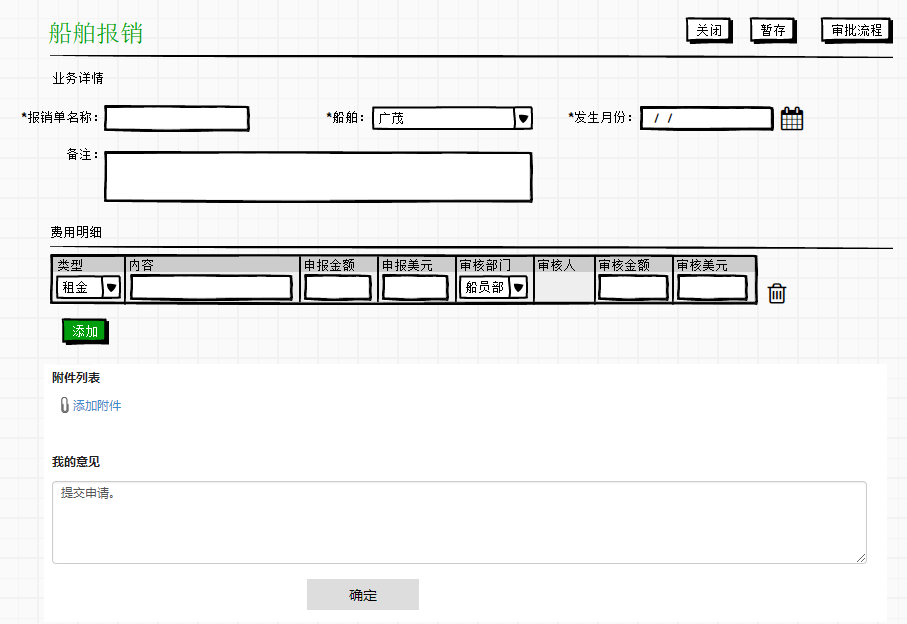 船舶报销 关闭 暂存 审批流程
业务详情
*报销单名称： *船舶： 广茂 *发生月份： / /
备注：
费用明细
类型 内容 申报金额 申报美元 审核部门 审核人 审核金额 审核美元
租金 船员部
添加
附件列表
添加附件
我的意见
提交申请。
确定